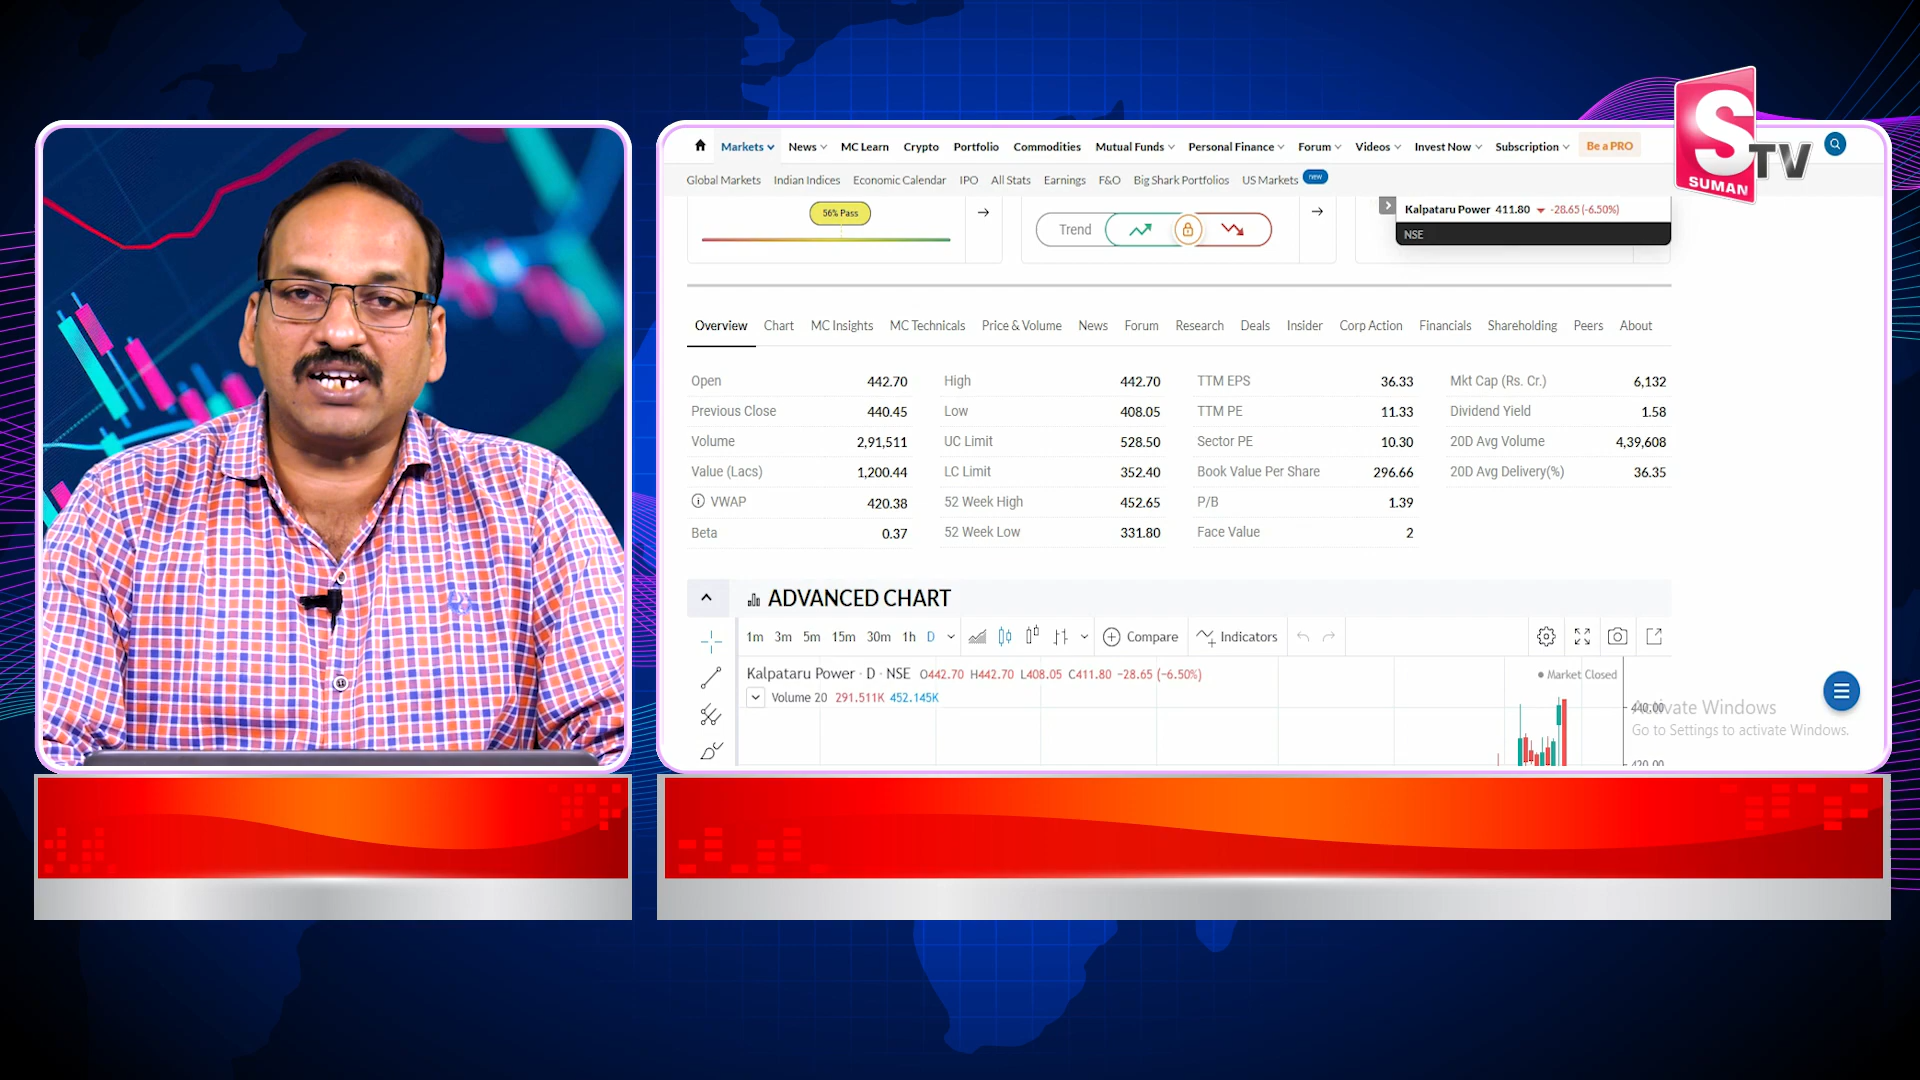 S TV
SUMAN
Markets News MC Learn Crypto Portfolio Commodities Mutual Funds Personal Finance Forum Videos Invest Now Subscription Be a PRO
Global Markets Indian Indices Economic Calendar IPO All Stats Earnings F&O Big Shark Portfolios US Markets new
56% Pass
Trend
Kalpataru Power 411.80 -28.65 (-6.50%)
NSE
Overview Chart MC Insights MC Technicals Price & Volume News Forum Research Deals Insider Corp Action Financials Shareholding Peers About
Open 442.70 High 442.70 TTM EPS 36.33 Mkt Cap (Rs. Cr.) 6,132
Previous Close 440.45 Low 408.05 TTM PE 11.33 Dividend Yield 1.58
Volume 2,91,511 UC Limit 528.50 Sector PE 10.30 20D Avg Volume 4,39,608
Value (Lacs) 1,200.44 LC Limit 352.40 Book Value Per Share 296.66 20D Avg Delivery(%) 36.35
VWAP 420.38 52 Week High 452.65 P/B 1.39
Beta 0.37 52 Week Low 331.80 Face Value 2
ADVANCED CHART
1m 3m 5m 15m 30m 1h D Compare Indicators
Kalpataru Power · D · NSE O442.70 H442.70 L408.05 C411.80 −28.65 (−6.50%) Market Closed
Volume 20 291.511K 452.145K
440.00
Activate Windows
Go to Settings to activate Windows.
420.00